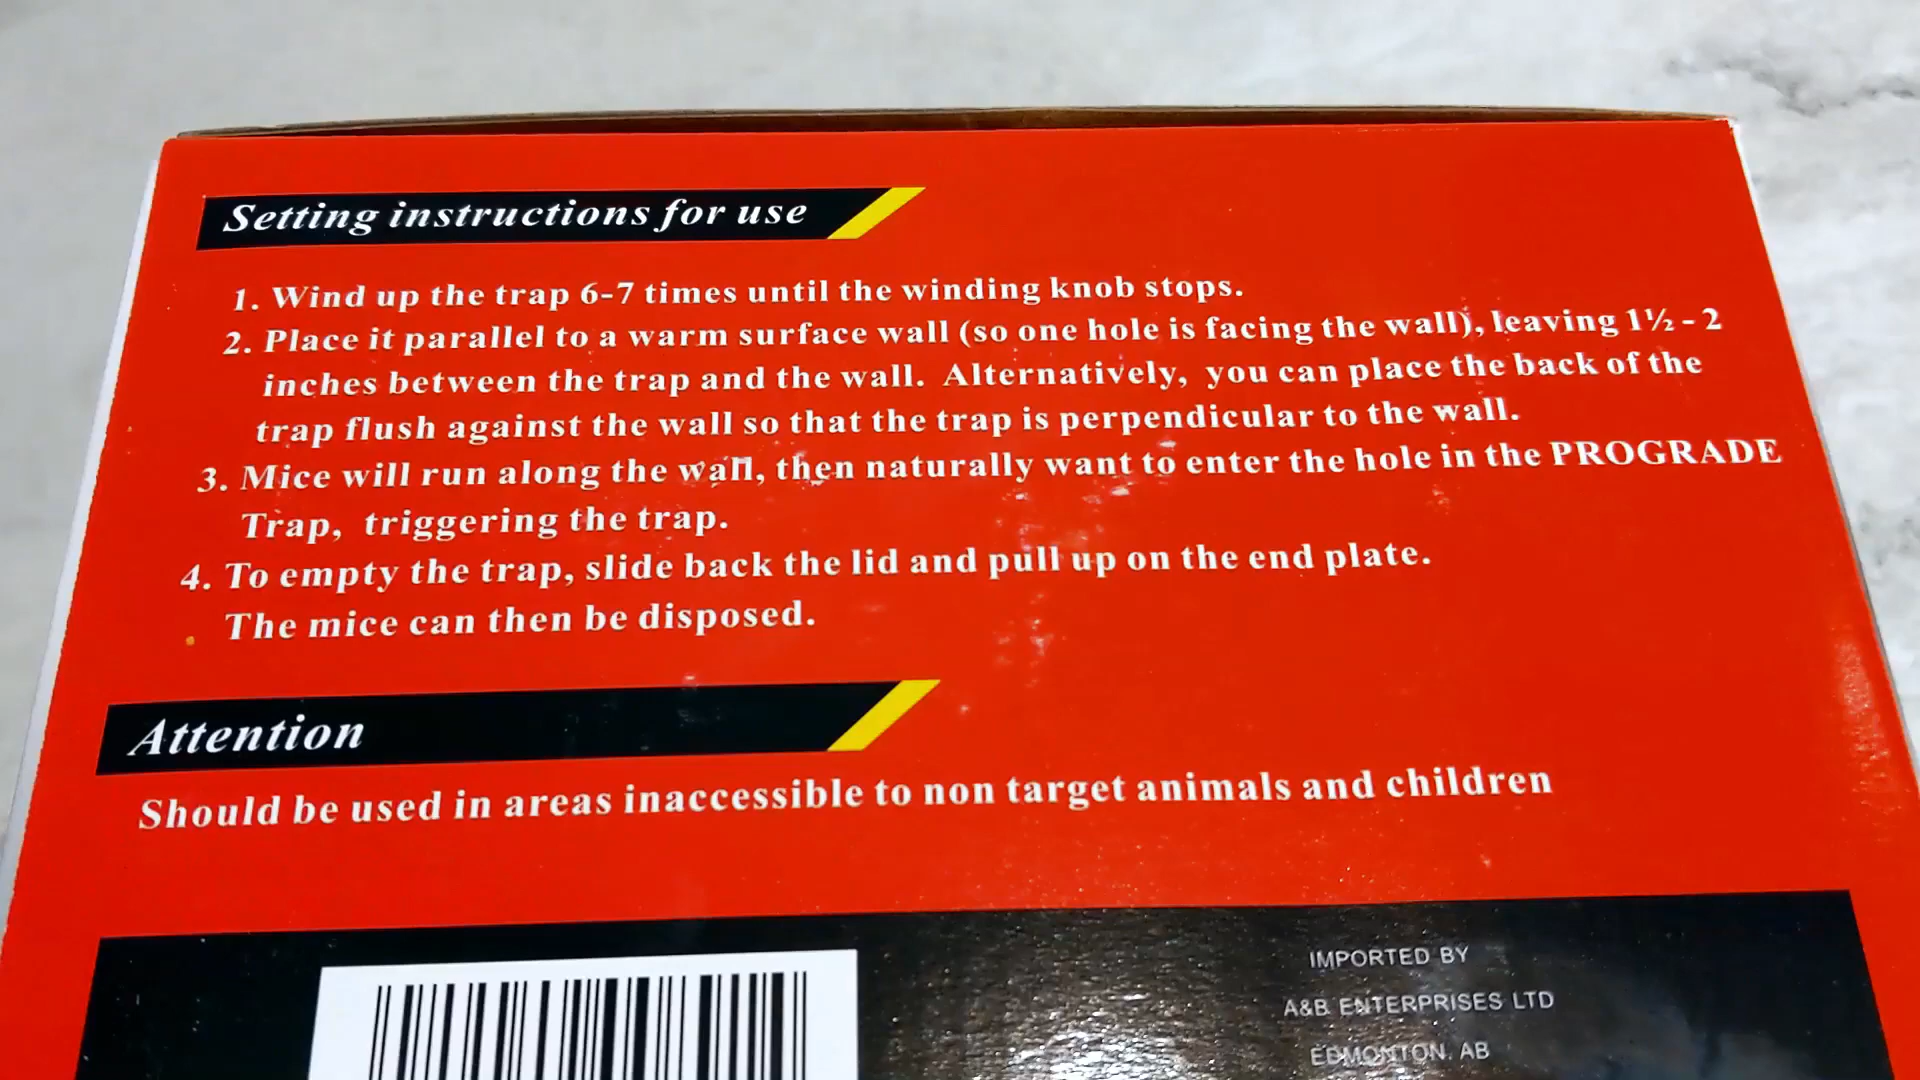 Setting instructions for use
1. Wind up the trap 6-7 times until the winding knob stops.
2. Place it parallel to a warm surface wall (so one hole is facing the wall), leaving 1½ - 2
inches between the trap and the wall. Alternatively, you can place the back of the
trap flush against the wall so that the trap is perpendicular to the wall.
3. Mice will run along the wall, then naturally want to enter the hole in the PROGRADE
Trap, triggering the trap.
4. To empty the trap, slide back the lid and pull up on the end plate.
The mice can then be disposed.
Attention
Should be used in areas inaccessible to non target animals and children
IMPORTED BY
A&B ENTERPRISES LTD
EDMONTON. AB